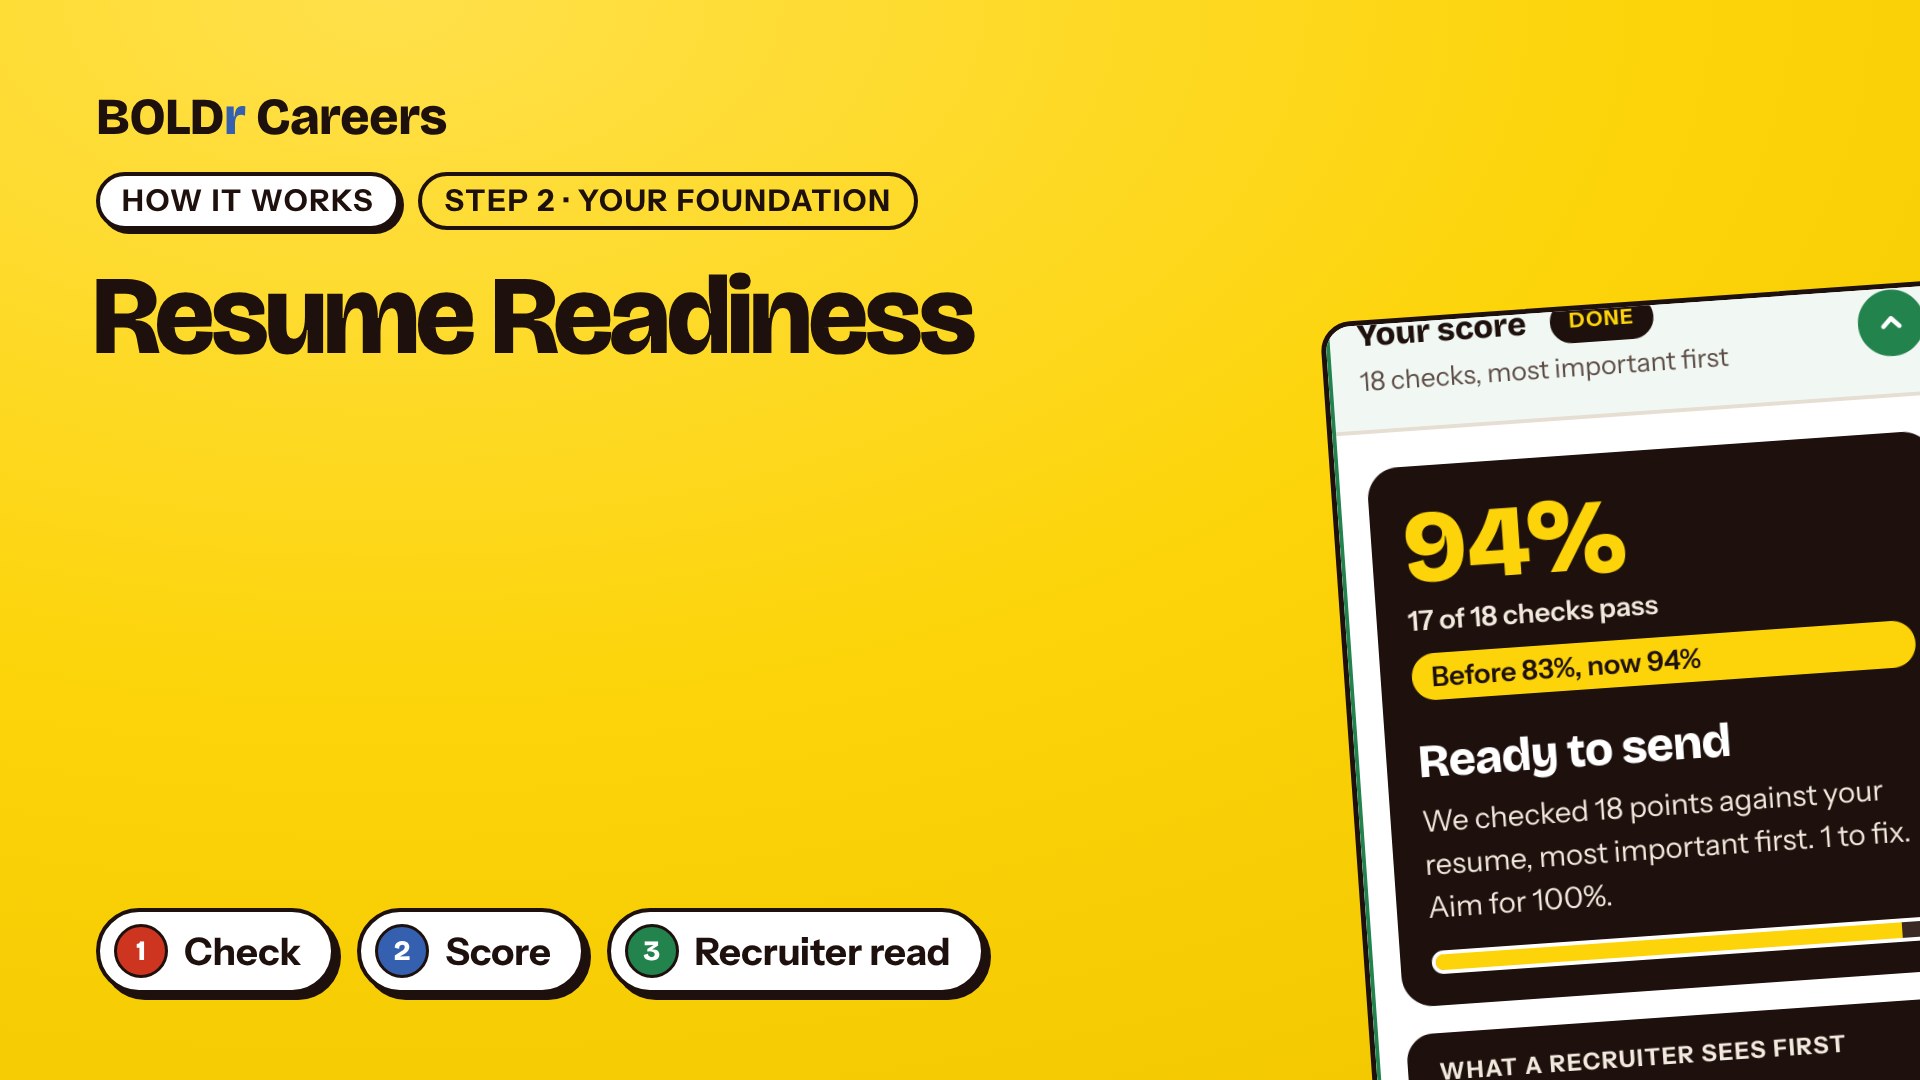 BOLDr Careers
HOW IT WORKS
STEP 2 · YOUR FOUNDATION
Resume Readiness
1 Check
2 Score
3 Recruiter read
Your score DONE
18 checks, most important first
94%
17 of 18 checks pass
Before 83%, now 94%
Ready to send
We checked 18 points against your
resume, most important first. 1 to fix.
Aim for 100%.
WHAT A RECRUITER SEES FIRST